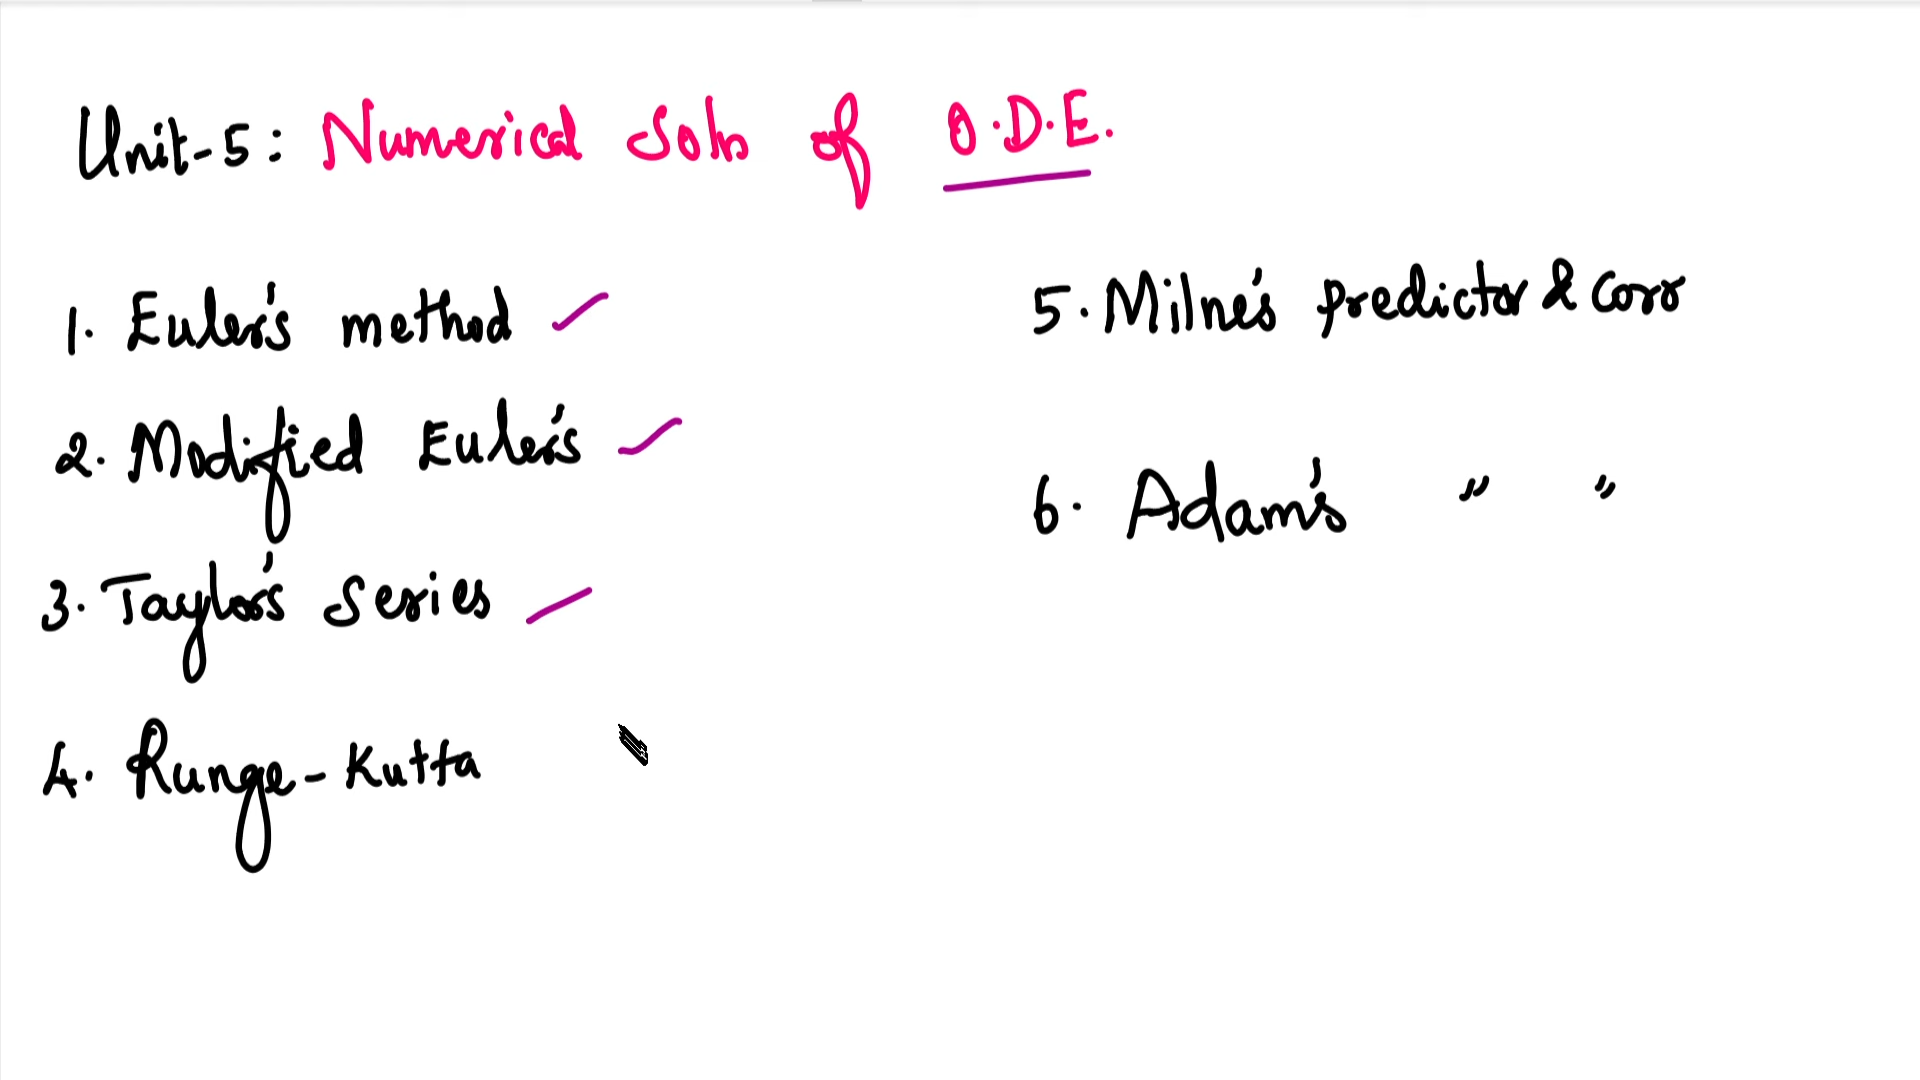 Unit-5: Numerical Soln of O.D.E.
1. Euler's method
2. Modified Euler's
3. Taylor's Series
4. Runge-Kutta
5. Milne's predictor & Corr
6. Adam's " "